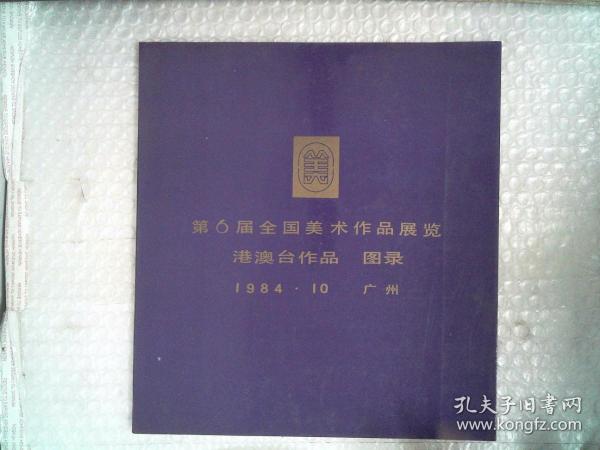 美
第6届全国美术作品展览
港澳台作品 图录
1984·10 广州
孔夫子旧书网
www.kongfz.com